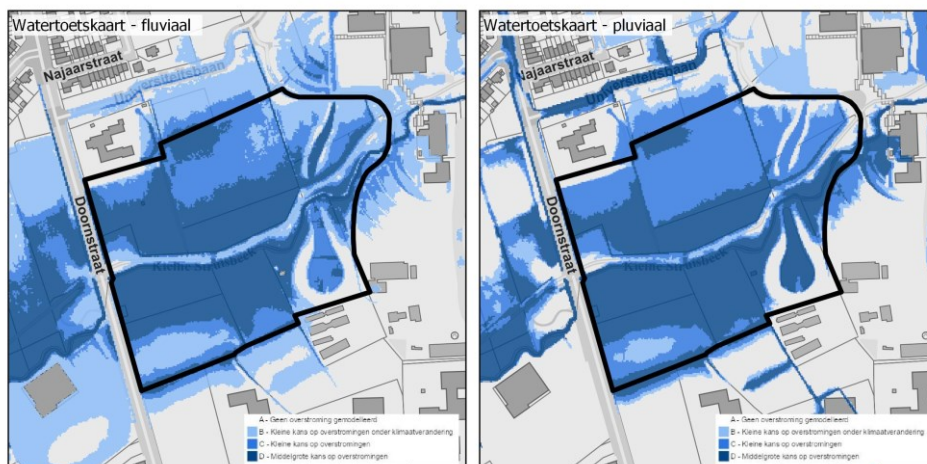 Watertoetskaart - fluviaal
Najaarstraat
Universiteitsbaan
Doornstraat
Kleine Struisbeek
A - Geen overstroming gemodelleerd
B - Kleine kans op overstromingen onder klimaatverandering
C - Kleine kans op overstromingen
D - Middelgrote kans op overstromingen
Watertoetskaart - pluviaal
Najaarstraat
Universiteitsbaan
Doornstraat
Kleine Struisbeek
A - Geen overstroming gemodelleerd
B - Kleine kans op overstromingen onder klimaatverandering
C - Kleine kans op overstromingen
D - Middelgrote kans op overstromingen